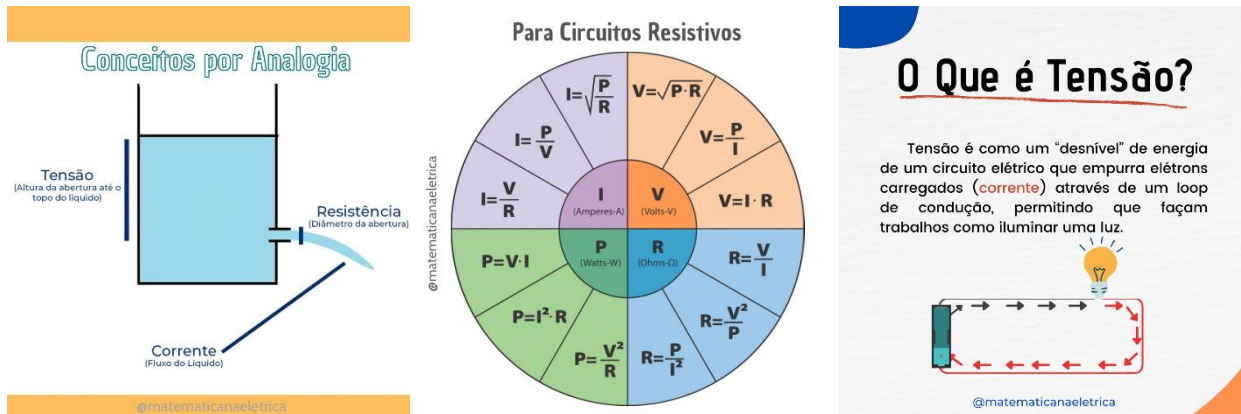 Conceitos por Analogia
Tensão
(Altura da abertura até o
topo do liquido)
Resistência
(Diâmetro da abertura)
Corrente
(Fluxo do Líquido)
@matematicanaeletrica
Para Circuitos Resistivos
@matematicanaeletrica
I=√P/R
I=P/V
I=V/R
V=√P·R
V=P/I
V=I·R
I
(Amperes-A)
V
(Volts-V)
P
(Watts-W)
R
(Ohms-Ω)
P=V·I
P=I²·R
P=V²/R
R=V/I
R=V²/P
R=P/I²
O Que é Tensão?
Tensão é como um “desnível” de energia
de um circuito elétrico que empurra elétrons
carregados (corrente) através de um loop
de condução, permitindo que façam
trabalhos como iluminar uma luz.
@matematicanaeletrica